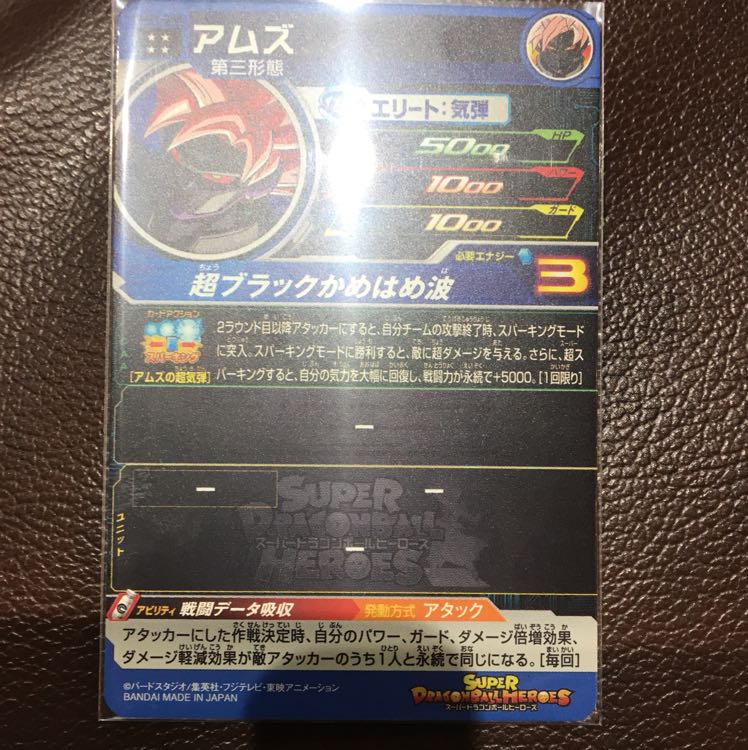 アムズ
第三形態
エリート:気弾
HP
5000
パワー
1000
ガード
1000
必要エナジー
3
超ブラックかめはめ波
カードアクション
スパーキング
[アムズの超気弾]
2ラウンド目以降アタッカーにすると、自分チームの攻撃終了時、スパーキングモード
に突入。スパーキングモードに勝利すると、敵に超ダメージを与える。さらに、超ス
パーキングすると、自分の気力を大幅に回復し、戦闘力が永続で+5000。[1回限り]
ー
ユニット
ー ー
ー
SUPER
DRAGONBALL
スーパードラゴンボールヒーローズ
HEROES
アビリティ 戦闘データ吸収 発動方式 アタック
アタッカーにした作戦決定時、自分のパワー、ガード、ダメージ倍増効果、
ダメージ軽減効果が敵アタッカーのうち1人と永続で同じになる。[毎回]
©バードスタジオ/集英社・フジテレビ・東映アニメーション
BANDAI MADE IN JAPAN
SUPER
DRAGONBALL HEROES
スーパードラゴンボールヒーローズ